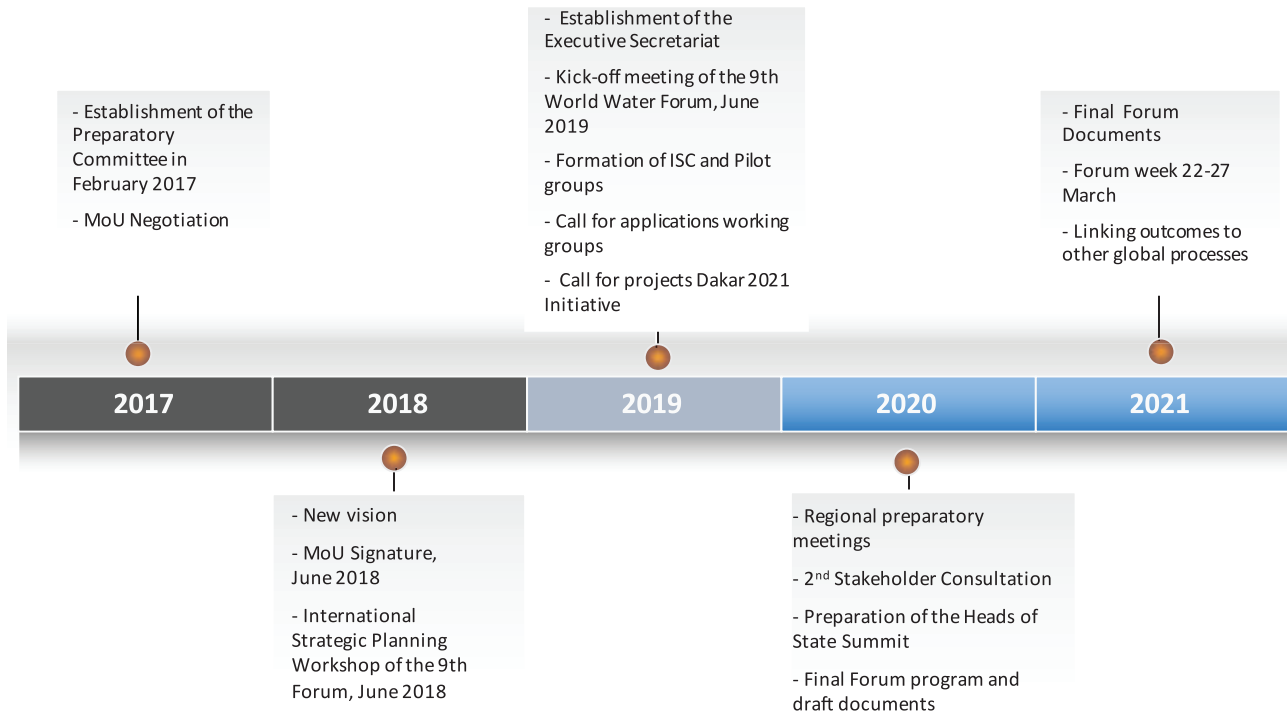 - Establishment of the
Preparatory
Committee in
February 2017
- MoU Negotiation
- Establishment of the
Executive Secretariat
- Kick-off meeting of the 9th
World Water Forum, June
2019
- Formation of ISC and Pilot
groups
- Call for applications working
groups
- Call for projects Dakar 2021
Initiative
- Final Forum
Documents
- Forum week 22-27
March
- Linking outcomes to
other global processes
2017 2018 2019 2020 2021
- New vision
- MoU Signature,
June 2018
- International
Strategic Planning
Workshop of the 9th
Forum, June 2018
- Regional preparatory
meetings
- 2nd Stakeholder Consultation
- Preparation of the Heads of
State Summit
- Final Forum program and
draft documents